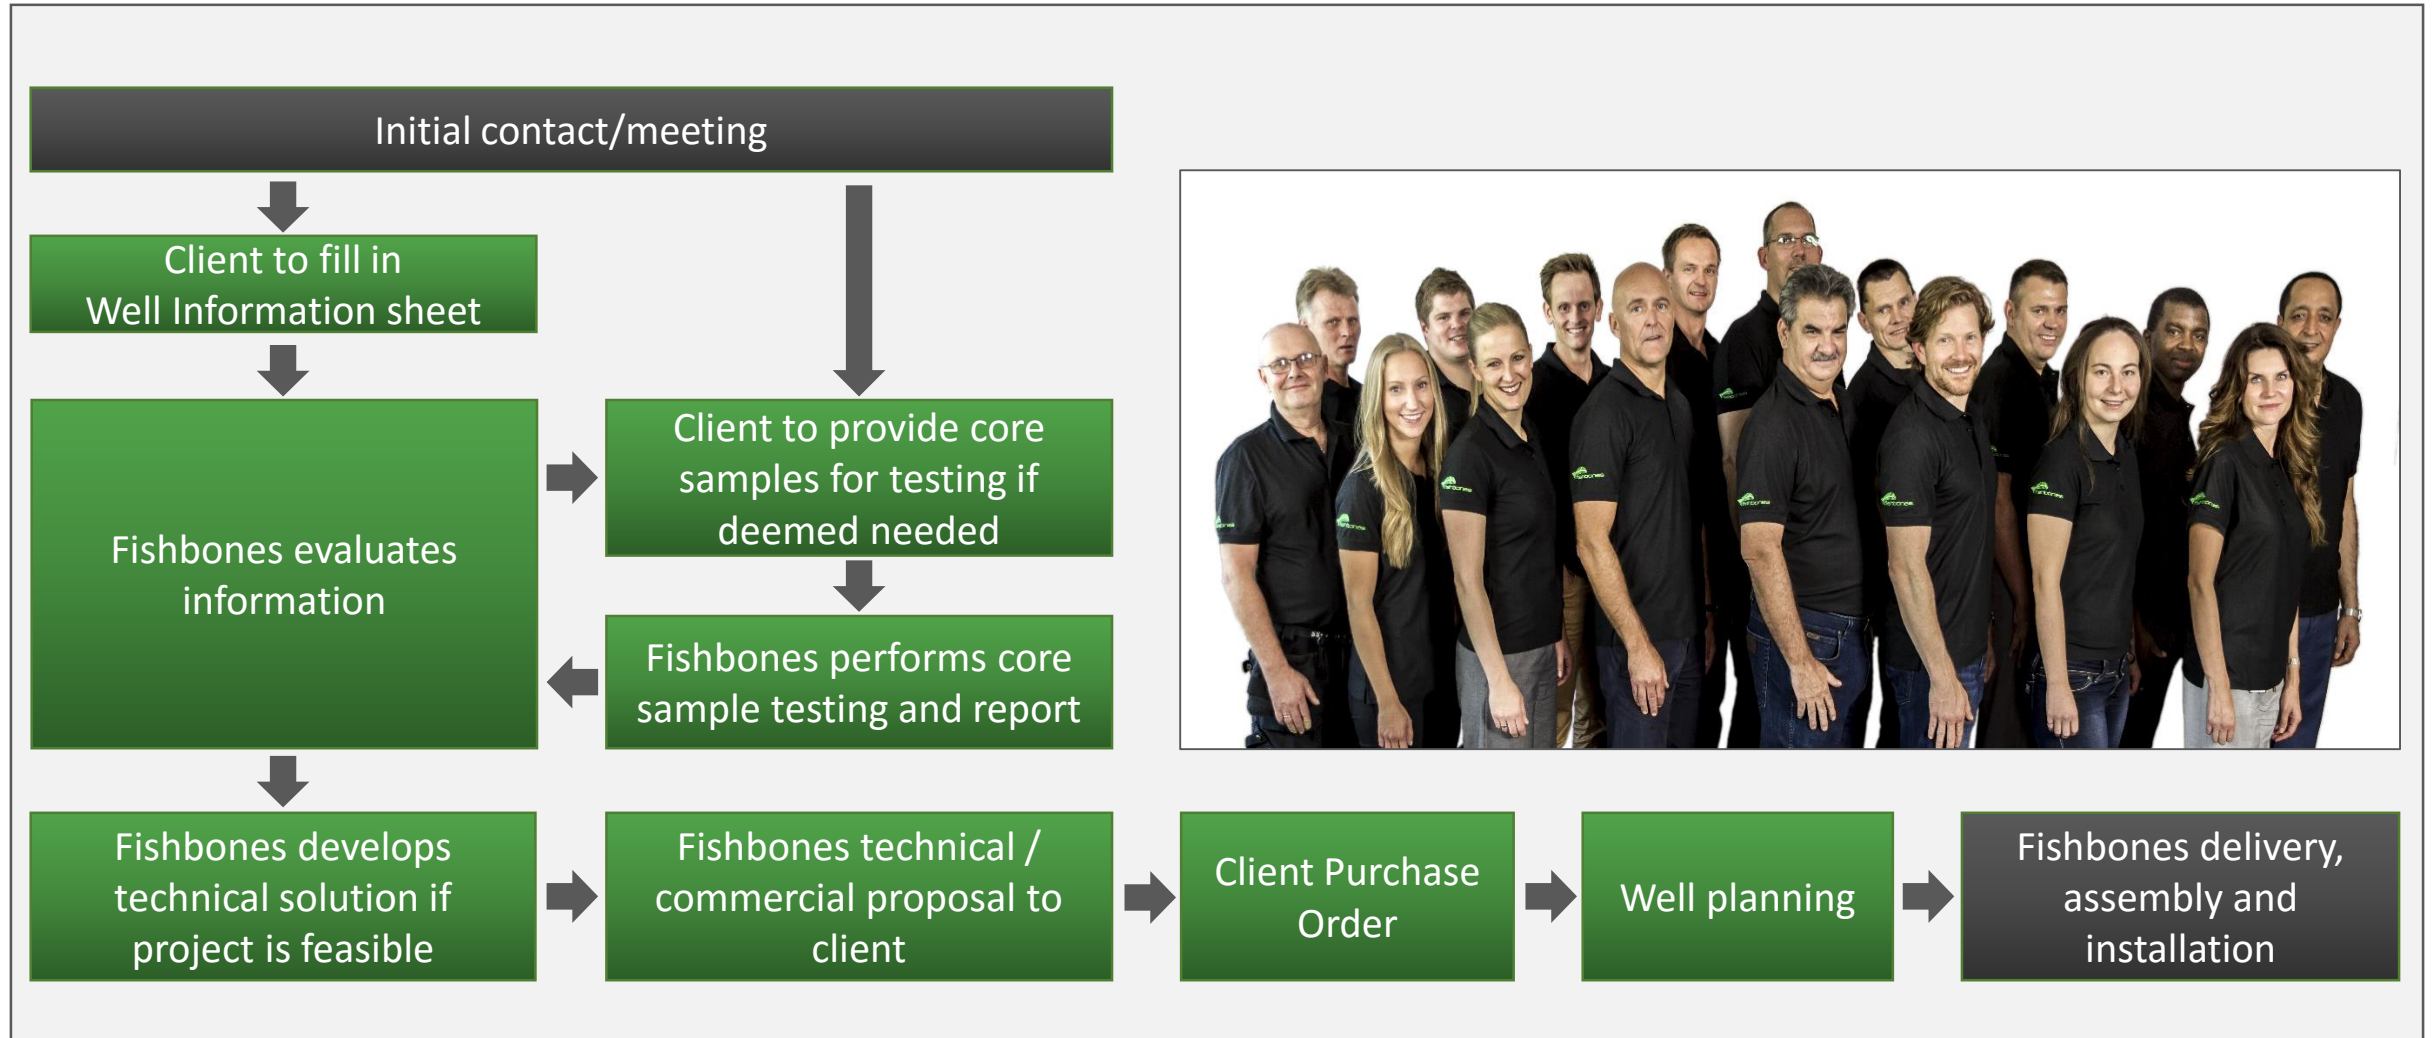 Initial contact/meeting
Client to fill in
Well Information sheet
Fishbones evaluates
information
Client to provide core
samples for testing if
deemed needed
Fishbones performs core
sample testing and report
Fishbones develops
technical solution if
project is feasible
Fishbones technical /
commercial proposal to
client
Client Purchase
Order
Well planning
Fishbones delivery,
assembly and
installation